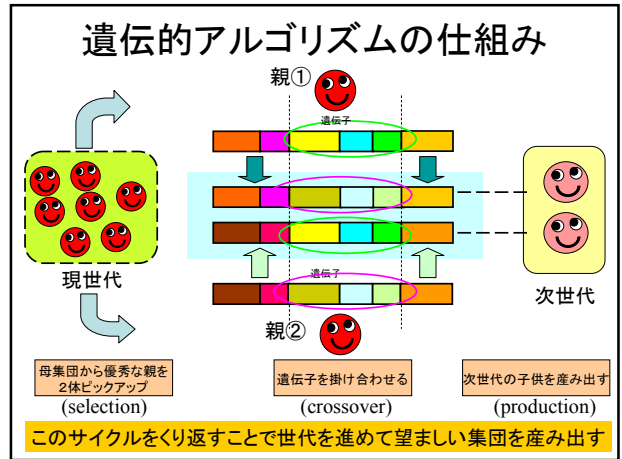 遺伝的アルゴリズムの仕組み
親①
遺伝子
現世代
次世代
遺伝子
親②
母集団から優秀な親を
2体ピックアップ
(selection)
遺伝子を掛け合わせる
(crossover)
次世代の子供を産み出す
(production)
このサイクルをくり返すことで世代を進めて望ましい集団を産み出す